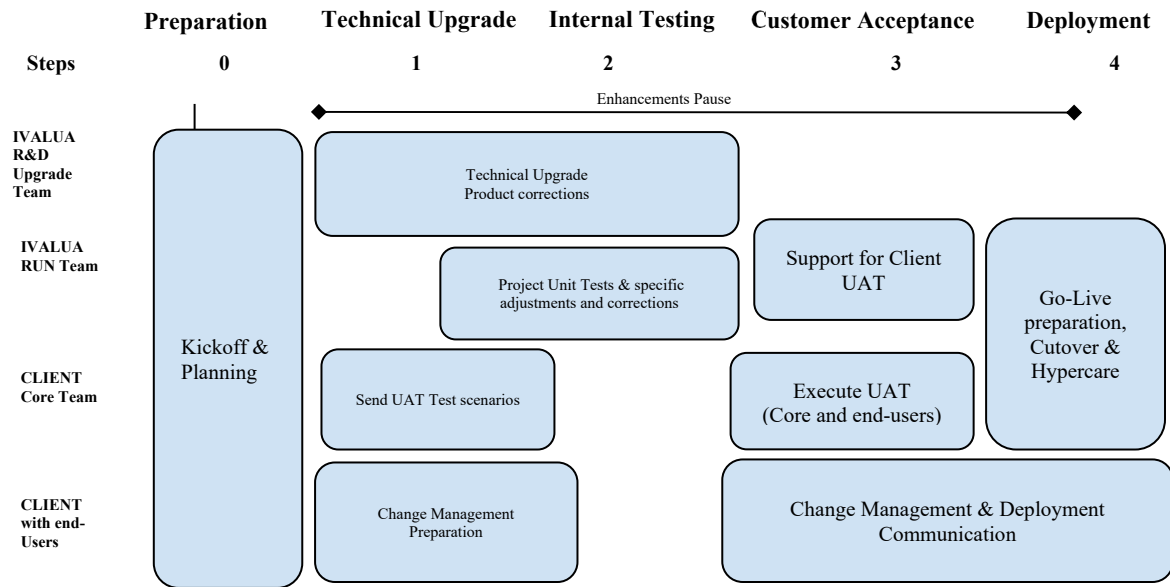 Preparation
Technical Upgrade
Internal Testing
Customer Acceptance
Deployment
Steps
0
1
2
3
4
Enhancements Pause
IVALUA
R&D
Upgrade
Team
Technical Upgrade
Product corrections
IVALUA
RUN Team
Project Unit Tests & specific
adjustments and corrections
Support for Client
UAT
Kickoff &
Planning
Go-Live
preparation,
Cutover &
Hypercare
CLIENT
Core Team
Send UAT Test scenarios
Execute UAT
(Core and end-users)
CLIENT
with end-
Users
Change Management
Preparation
Change Management & Deployment
Communication